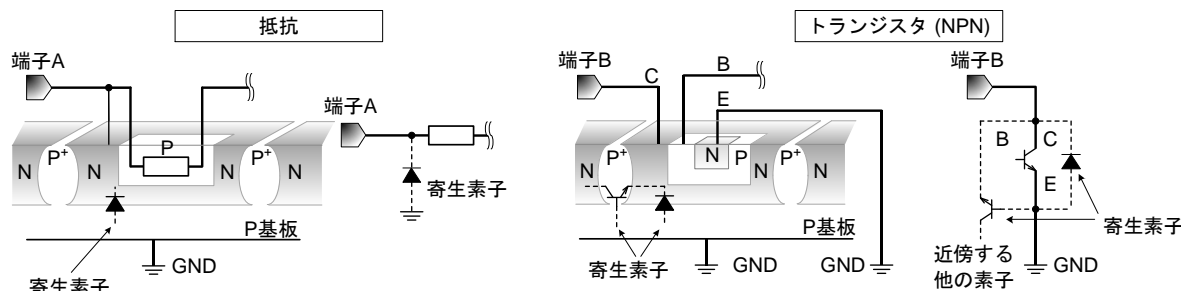 抵抗
端子A
N
P+
N
P
N
P+
N
P基板
GND
寄生素子
端子A
寄生素子
トランジスタ (NPN)
端子B
C
B
E
N
P+
N
N
P
N
P+
N
P基板
GND
GND
寄生素子
端子B
B
C
E
寄生素子
近傍する
他の素子
GND